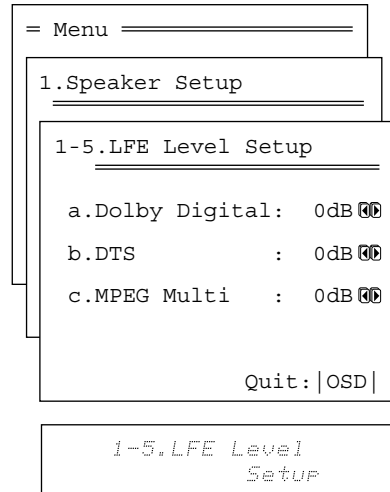 = Menu
1.Speaker Setup
1-5.LFE Level Setup
a.Dolby Digital: 0dB
b.DTS : 0dB
c.MPEG Multi : 0dB
Quit:|OSD|
1-5.LFE Level
Setup